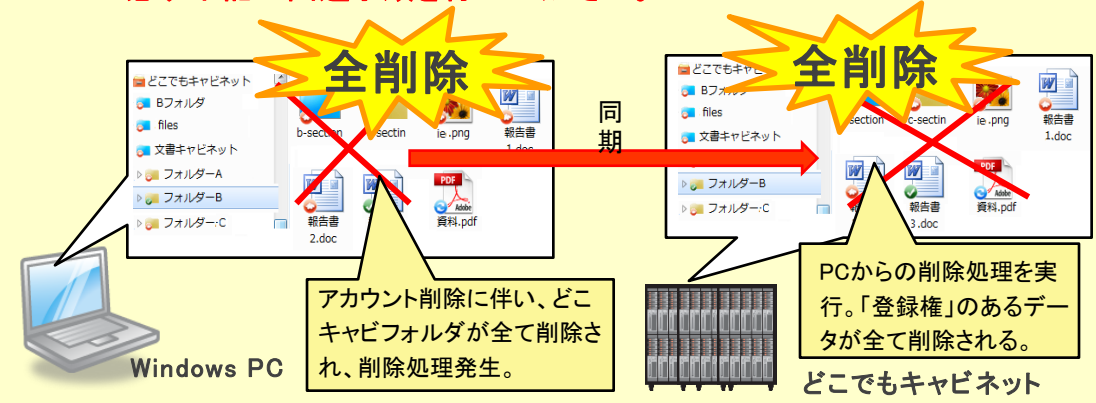 全削除
どこでもキャビネット
Bフォルダ
files
文書キャビネット
フォルダーA
フォルダーB
フォルダー:C
b-section
sectin
ie .png
報告書
1.doc
報告書
2.doc
資料.pdf
同
期
全削除
どこでもキャビ
Bフ
files
文書キャビネット
フォルダーB
フォルダー:C
section
c-sectin
ie .png
報告書
1.doc
報告書
3 .doc
資料.pdf
アカウント削除に伴い、どこ
キャビフォルダが全て削除さ
れ、削除処理発生。
PCからの削除処理を実
行。「登録権」のあるデー
タが全て削除される。
Windows PC
どこでもキャビネット